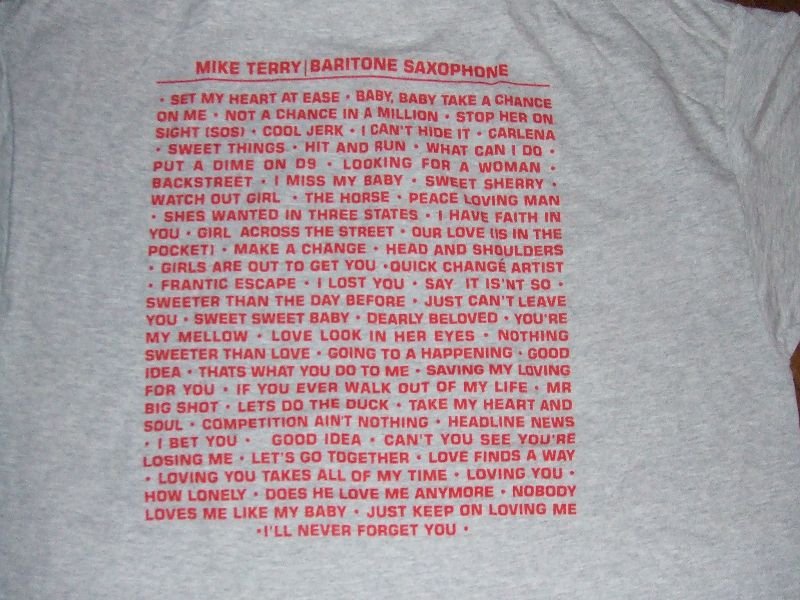 MIKE TERRY|BARITONE SAXOPHONE
• SET MY HEART AT EASE • BABY, BABY TAKE A CHANCE
ON ME • NOT A CHANCE IN A MILLION • STOP HER ON
SIGHT (SOS) • COOL JERK • I CAN'T HIDE IT • CARLENA
• SWEET THINGS • HIT AND RUN • WHAT CAN I DO •
PUT A DIME ON D9 • LOOKING FOR A WOMAN •
BACKSTREET • I MISS MY BABY • SWEET SHERRY •
WATCH OUT GIRL • THE HORSE • PEACE LOVING MAN
• SHES WANTED IN THREE STATES • I HAVE FAITH IN
YOU • GIRL ACROSS THE STREET • OUR LOVE (IS IN THE
POCKET) • MAKE A CHANGE • HEAD AND SHOULDERS
• GIRLS ARE OUT TO GET YOU •QUICK CHANGE ARTIST
• FRANTIC ESCAPE • I LOST YOU • SAY IT IS'NT SO •
SWEETER THAN THE DAY BEFORE • JUST CAN'T LEAVE
YOU • SWEET SWEET BABY • DEARLY BELOVED • YOU'RE
MY MELLOW • LOVE LOOK IN HER EYES • NOTHING
SWEETER THAN LOVE • GOING TO A HAPPENING • GOOD
IDEA • THATS WHAT YOU DO TO ME • SAVING MY LOVING
FOR YOU • IF YOU EVER WALK OUT OF MY LIFE • MR
BIG SHOT • LETS DO THE DUCK • TAKE MY HEART AND
SOUL • COMPETITION AIN'T NOTHING • HEADLINE NEWS
• I BET YOU • GOOD IDEA • CAN'T YOU SEE YOU'RE
LOSING ME • LET'S GO TOGETHER • LOVE FINDS A WAY
• LOVING YOU TAKES ALL OF MY TIME • LOVING YOU •
HOW LONELY • DOES HE LOVE ME ANYMORE • NOBODY
LOVES ME LIKE MY BABY • JUST KEEP ON LOVING ME
•I'LL NEVER FORGET YOU •